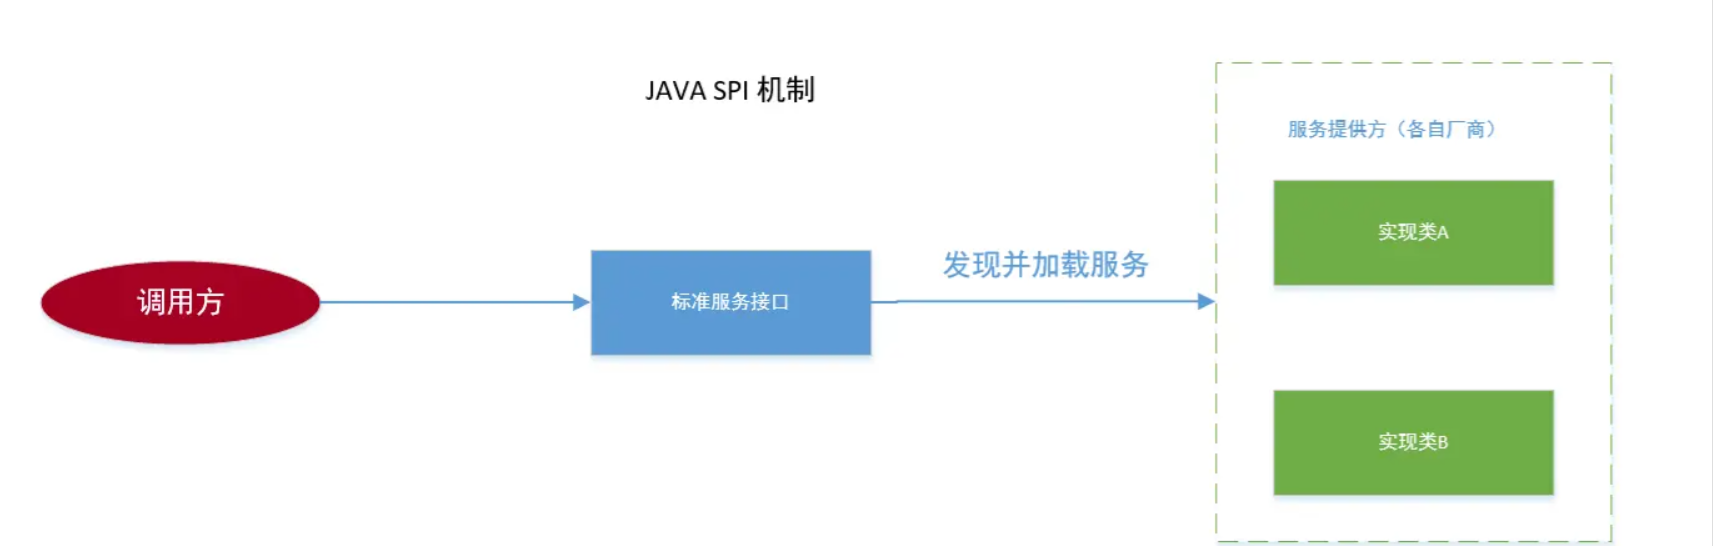 JAVA SPI 机制
服务提供方（各自厂商）
实现类A
发现并加载服务
调用方
标准服务接口
实现类B